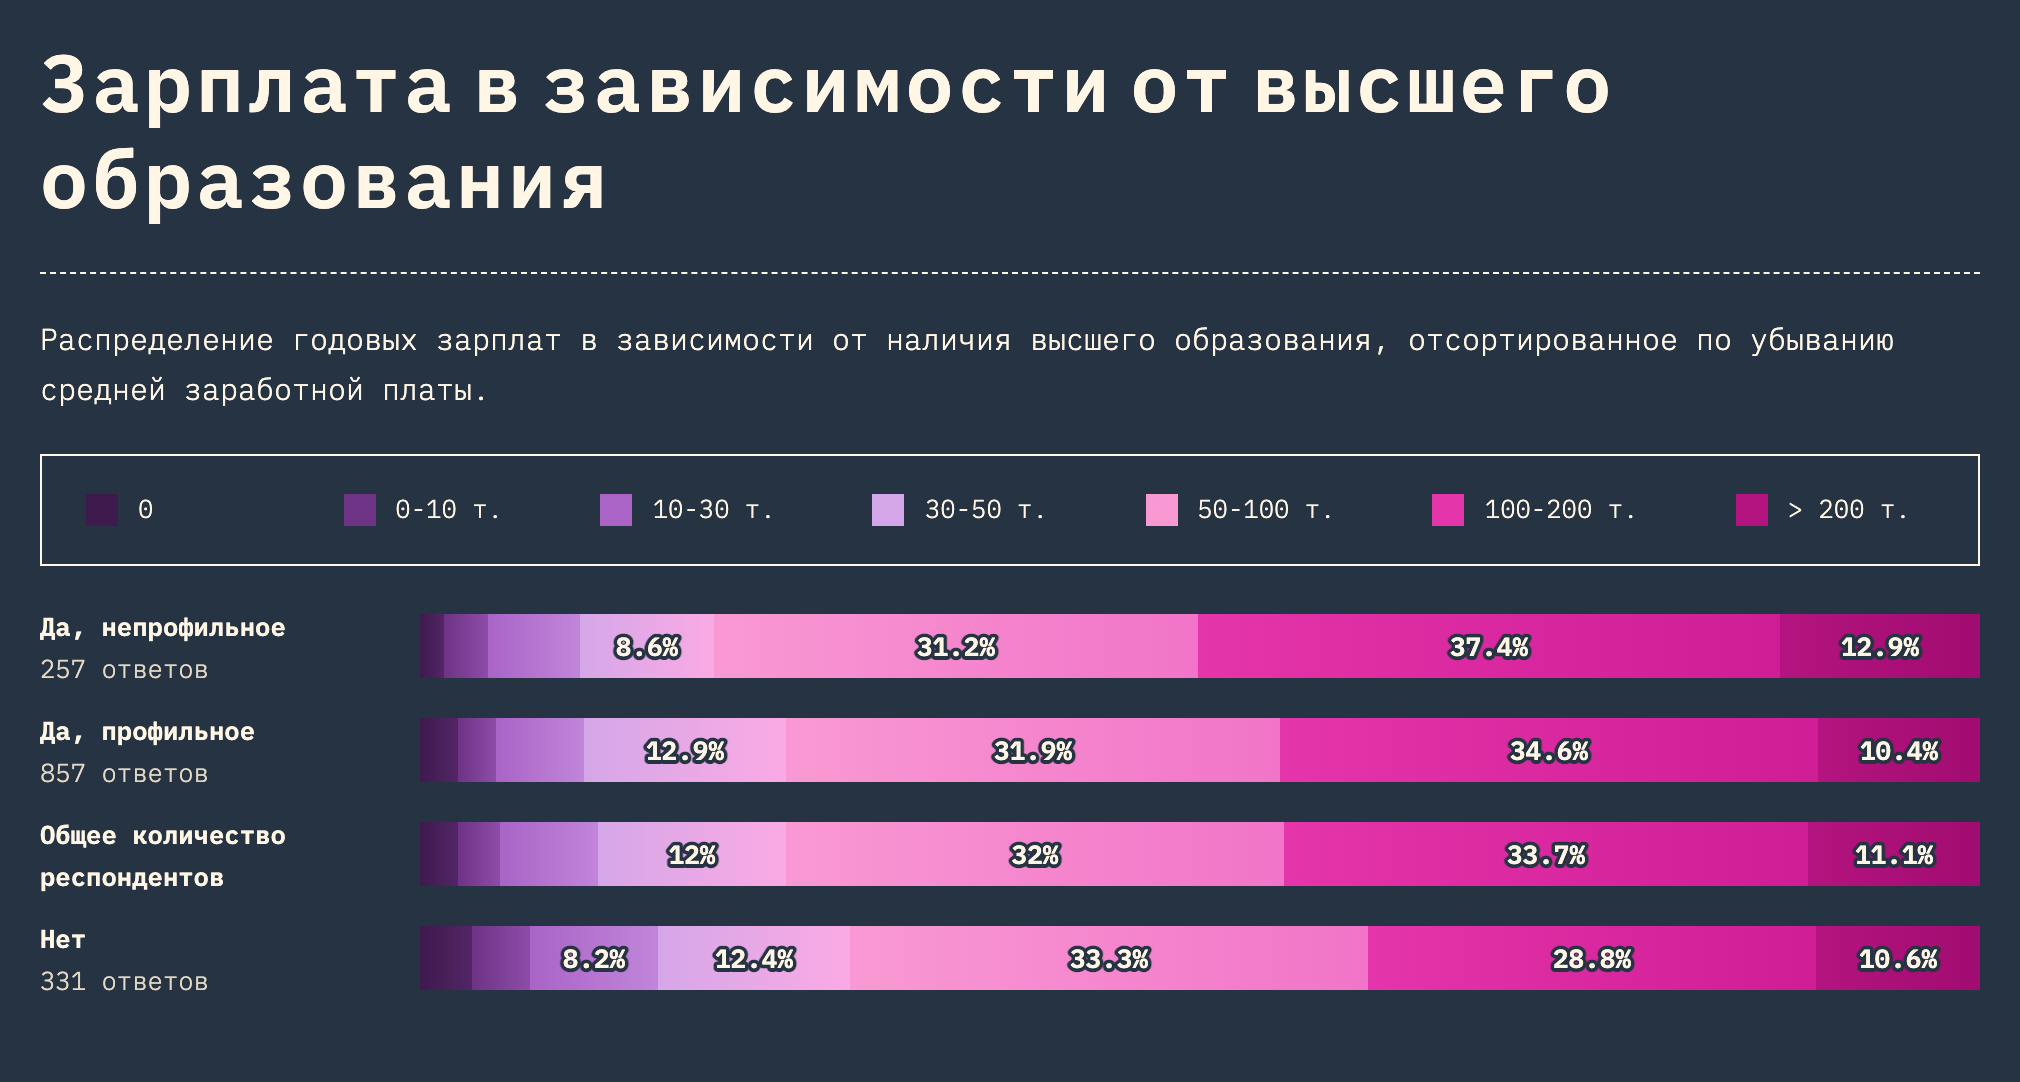 Зарплата в зависимости от высшего
образования
Распределение годовых зарплат в зависимости от наличия высшего образования, отсортированное по убыванию
средней заработной платы.
0 0-10 т. 10-30 т. 30-50 т. 50-100 т. 100-200 т. > 200 т.
Да, непрофильное
257 ответов
8.6% 31.2% 37.4% 12.9%
Да, профильное
857 ответов
12.9% 31.9% 34.6% 10.4%
Общее количество
респондентов
12% 32% 33.7% 11.1%
Нет
331 ответов
8.2% 12.4% 33.3% 28.8% 10.6%